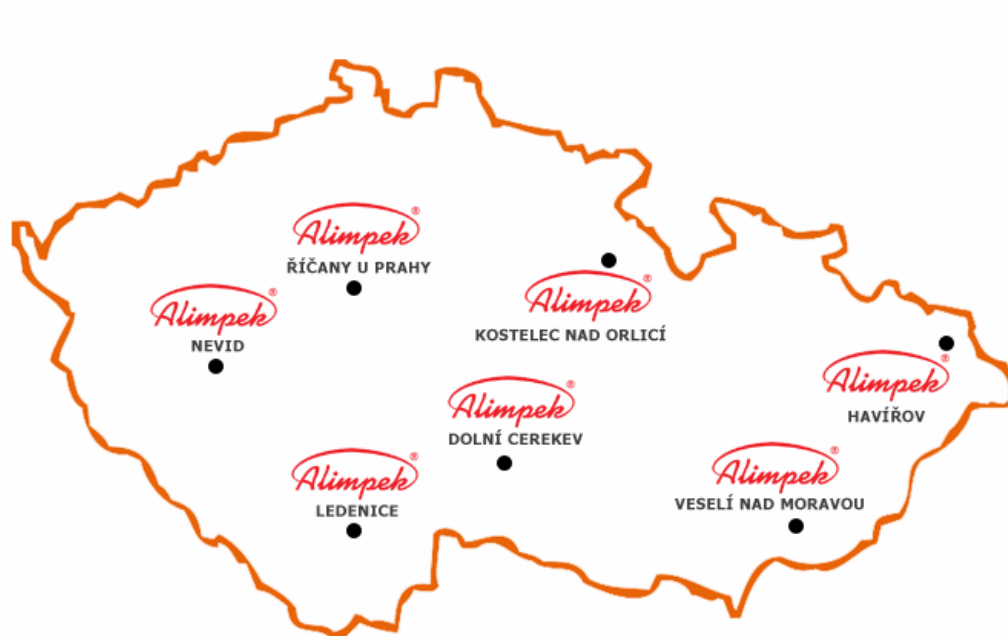 Alimpek®
ŘÍČANY U PRAHY
Alimpek®
KOSTELEC NAD ORLICÍ
Alimpek®
NEVID
Alimpek®
HAVÍŘOV
Alimpek®
DOLNÍ CEREKEV
Alimpek®
LEDENICE
Alimpek®
VESELÍ NAD MORAVOU